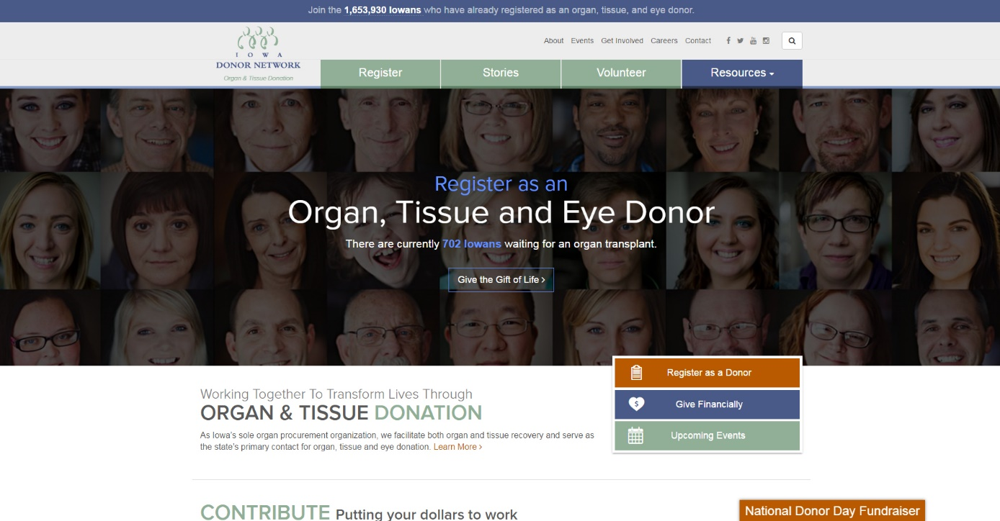 Join the 1,653,930 Iowans who have already registered as an organ, tissue, and eye donor.
About Events Get Involved Careers Contact
IOWA
DONOR NETWORK
Organ & Tissue Donation
Register Stories Volunteer Resources
Register as an
Organ, Tissue and Eye Donor
There are currently 702 Iowans waiting for an organ transplant.
Give the Gift of Life >
Register as a Donor
Give Financially
Upcoming Events
Working Together To Transform Lives Through
ORGAN & TISSUE DONATION
As Iowa's sole organ procurement organization, we facilitate both organ and tissue recovery and serve as
the state's primary contact for organ, tissue and eye donation. Learn More >
CONTRIBUTE Putting your dollars to work
National Donor Day Fundraiser